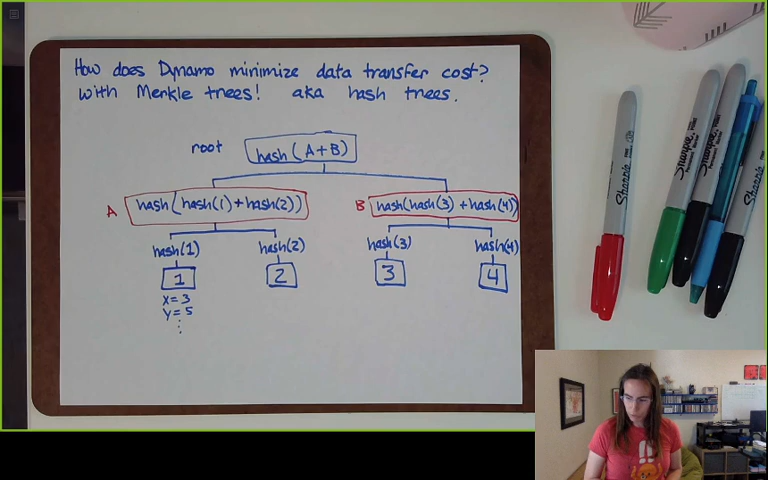 How does Dynamo minimize data transfer cost?
with Merkle trees! aka hash trees.
root hash(A+B)
A hash(hash(1)+hash(2)) B hash(hash(3)+hash(4))
hash(1) hash(2) hash(3) hash(4)
1 2 3 4
x=3
y=5
⋮
Sharpie
Sharpie
Sharpie
Sharpie